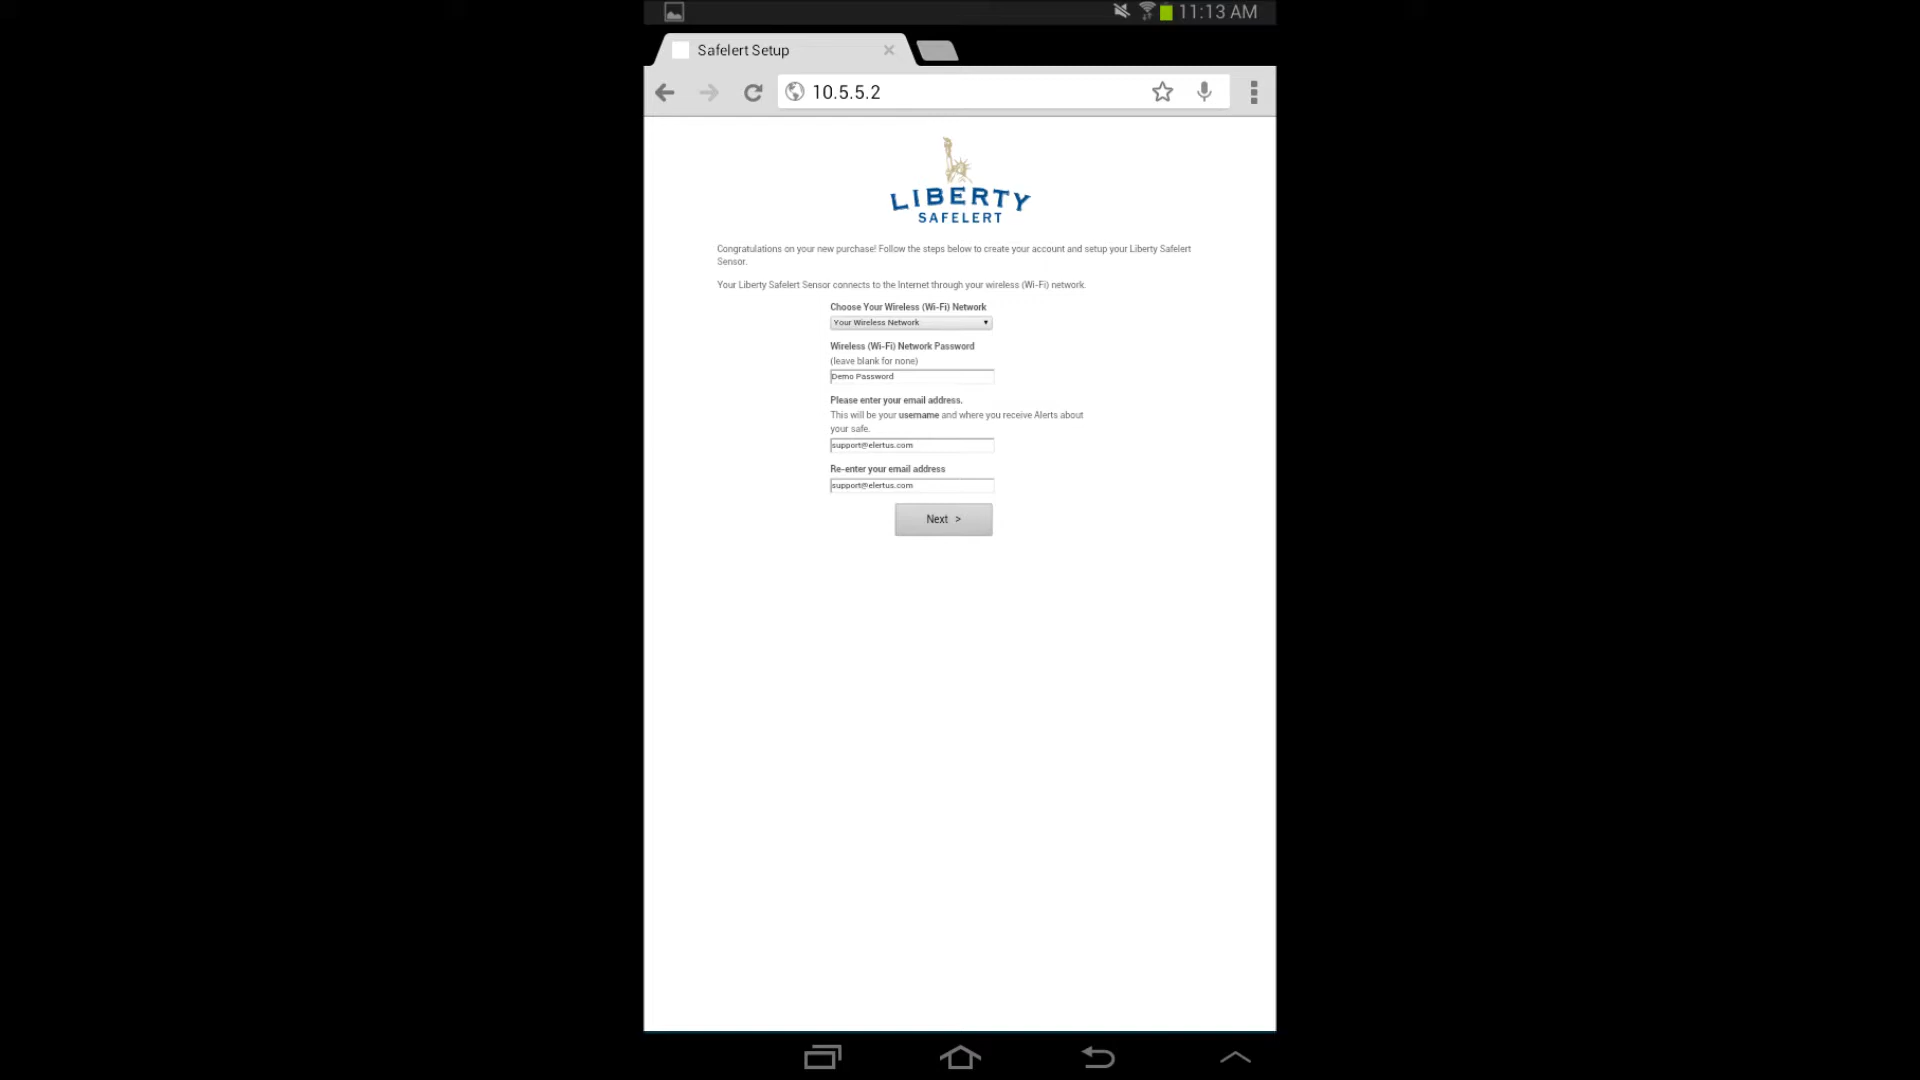 11:13 AM
Safelert Setup
10.5.5.2
LIBERTY
SAFELERT
Congratulations on your new purchase! Follow the steps below to create your account and setup your Liberty Safelert
Sensor.
Your Liberty Safelert Sensor connects to the Internet through your wireless (Wi-Fi) network.
Choose Your Wireless (Wi-Fi) Network
Your Wireless Network
Wireless (Wi-Fi) Network Password
(leave blank for none)
Demo Password
Please enter your email address.
This will be your username and where you receive Alerts about
your safe.
support@elertus.com
Re-enter your email address
support@elertus.com
Next >